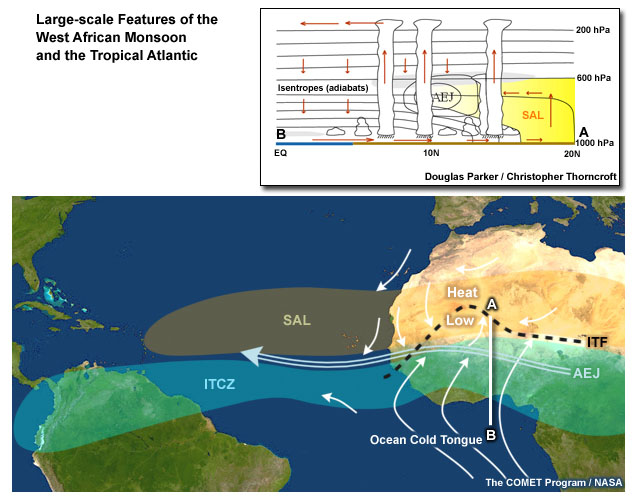 Large-scale Features of the
West African Monsoon
and the Tropical Atlantic
200 hPa
600 hPa
Isentropes (adiabats)
AEJ
SAL
B
A
1000 hPa
EQ
10N
20N
Douglas Parker / Christopher Thorncroft
Heat
A
SAL
Low
ITF
AEJ
ITCZ
Ocean Cold Tongue
B
The COMET Program / NASA